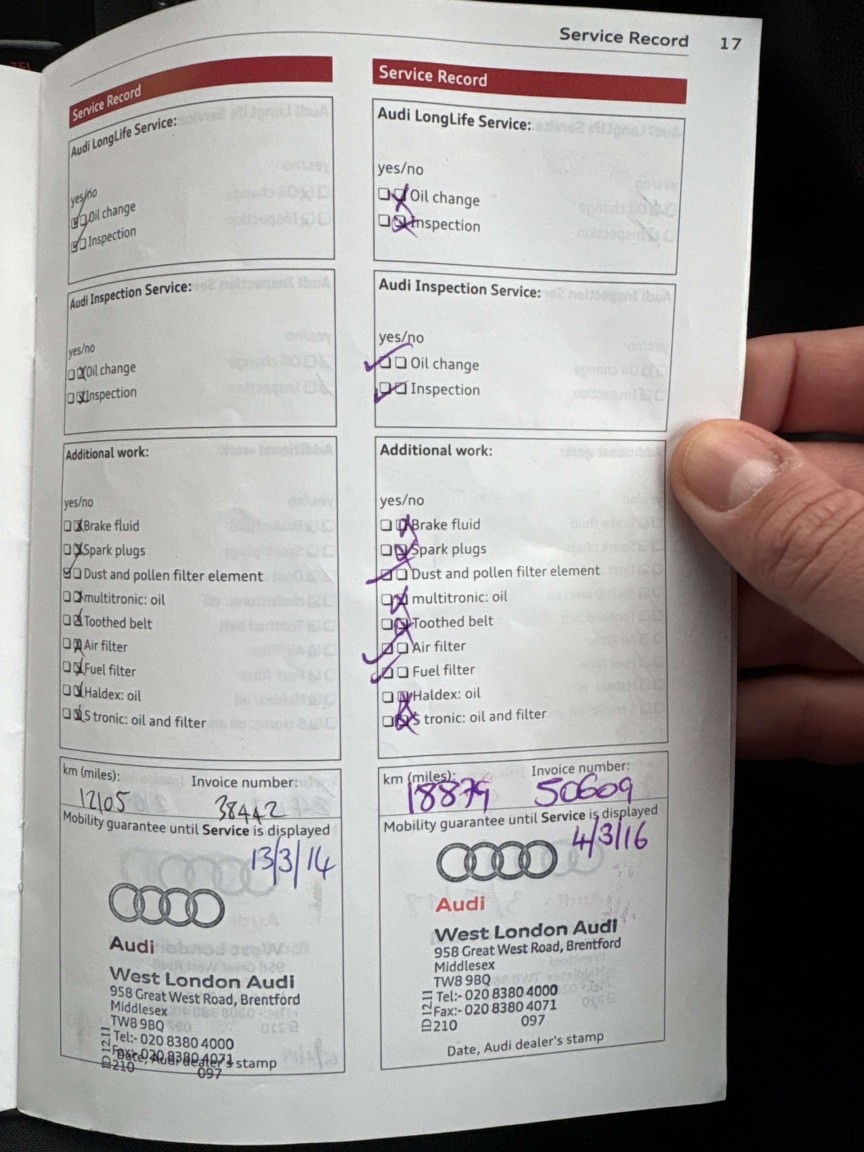 Service Record 17
Service Record
Audi LongLife Service:
yes/no
Oil change
Inspection
Audi Inspection Service:
yes/no
Oil change
Inspection
Additional work:
yes/no
Brake fluid
Spark plugs
Dust and pollen filter element
multitronic: oil
Toothed belt
Air filter
Fuel filter
Haldex: oil
S tronic: oil and filter
km (miles): Invoice number:
12105 38442
Mobility guarantee until Service is displayed
13/3/14
Audi
West London Audi
958 Great West Road, Brentford
Middlesex
TW8 9BQ
Tel:- 020 8380 4000
Fax:- 020 8380 4071
Date, Audi dealer's stamp
210 097
Service Record
Audi LongLife Service:
yes/no
Oil change
Inspection
Audi Inspection Service:
yes/no
Oil change
Inspection
Additional work:
yes/no
Brake fluid
Spark plugs
Dust and pollen filter element
multitronic: oil
Toothed belt
Air filter
Fuel filter
Haldex: oil
S tronic: oil and filter
km (miles): Invoice number:
18879 50609
Mobility guarantee until Service is displayed
4/3/16
Audi
West London Audi
958 Great West Road, Brentford
Middlesex
TW8 9BQ
Tel:- 020 8380 4000
Fax:- 020 8380 4071
210 097
Date, Audi dealer's stamp